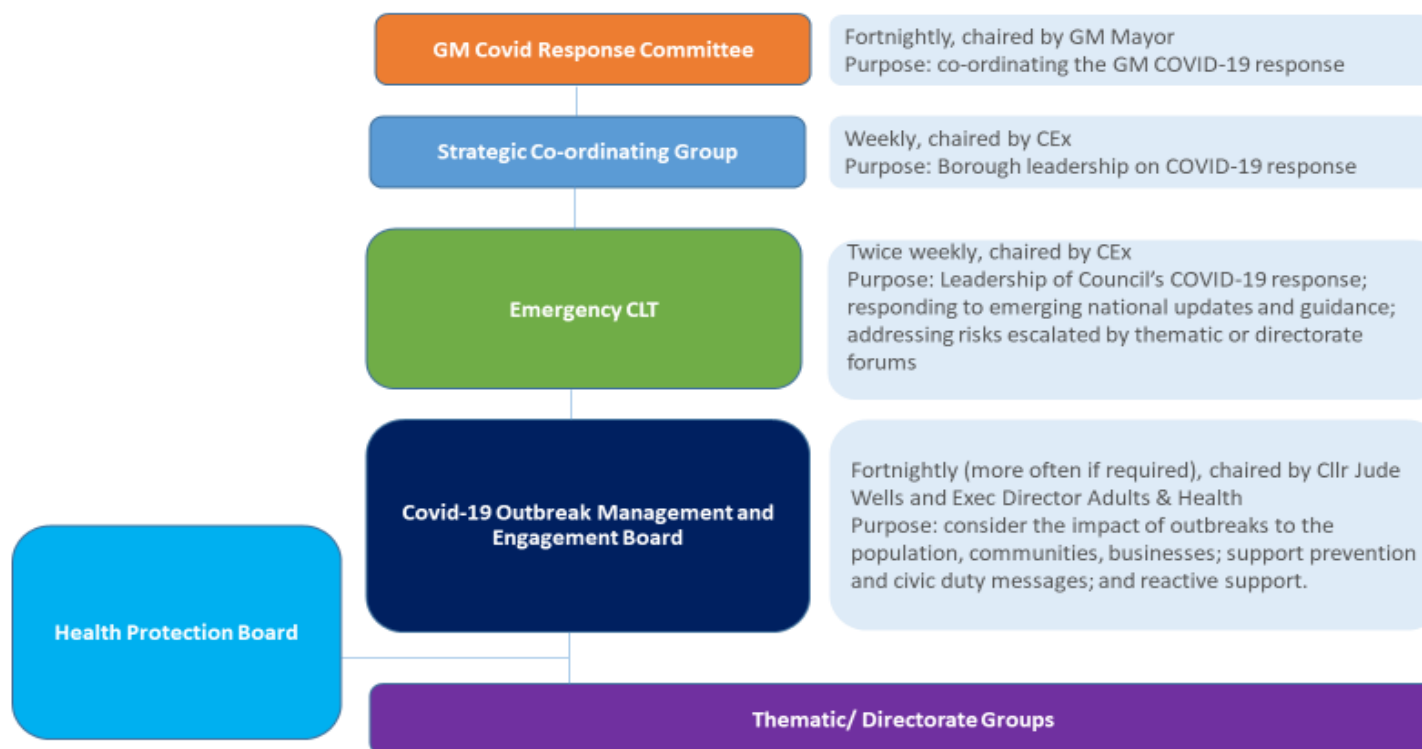 GM Covid Response Committee
Fortnightly, chaired by GM Mayor
Purpose: co-ordinating the GM COVID-19 response
Strategic Co-ordinating Group
Weekly, chaired by CEx
Purpose: Borough leadership on COVID-19 response
Emergency CLT
Twice weekly, chaired by CEx
Purpose: Leadership of Council's COVID-19 response;
responding to emerging national updates and guidance;
addressing risks escalated by thematic or directorate
forums
Covid-19 Outbreak Management and
Engagement Board
Fortnightly (more often if required), chaired by Cllr Jude
Wells and Exec Director Adults & Health
Purpose: consider the impact of outbreaks to the
population, communities, businesses; support prevention
and civic duty messages; and reactive support.
Health Protection Board
Thematic/ Directorate Groups